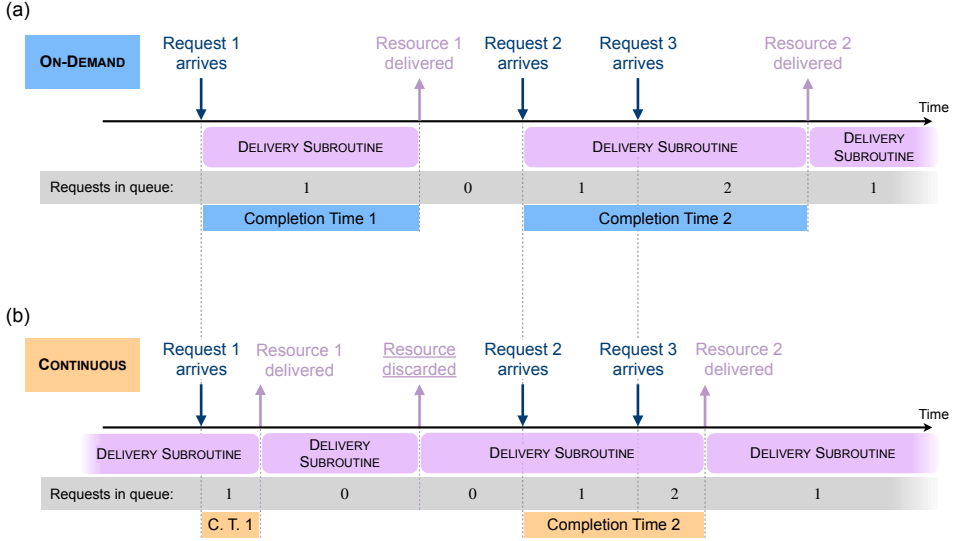 (a)
ON-DEMAND
Request 1
arrives
Resource 1
delivered
Request 2
arrives
Request 3
arrives
Resource 2
delivered
Time
DELIVERY SUBROUTINE
DELIVERY SUBROUTINE
DELIVERY
SUBROUTINE
Requests in queue: 1 0 1 2 1
Completion Time 1
Completion Time 2
(b)
CONTINUOUS
Request 1
arrives
Resource 1
delivered
Resource
discarded
Request 2
arrives
Request 3
arrives
Resource 2
delivered
Time
DELIVERY SUBROUTINE
DELIVERY
SUBROUTINE
DELIVERY SUBROUTINE
DELIVERY SUBROUTINE
Requests in queue: 1 0 0 1 2 1
C. T. 1
Completion Time 2